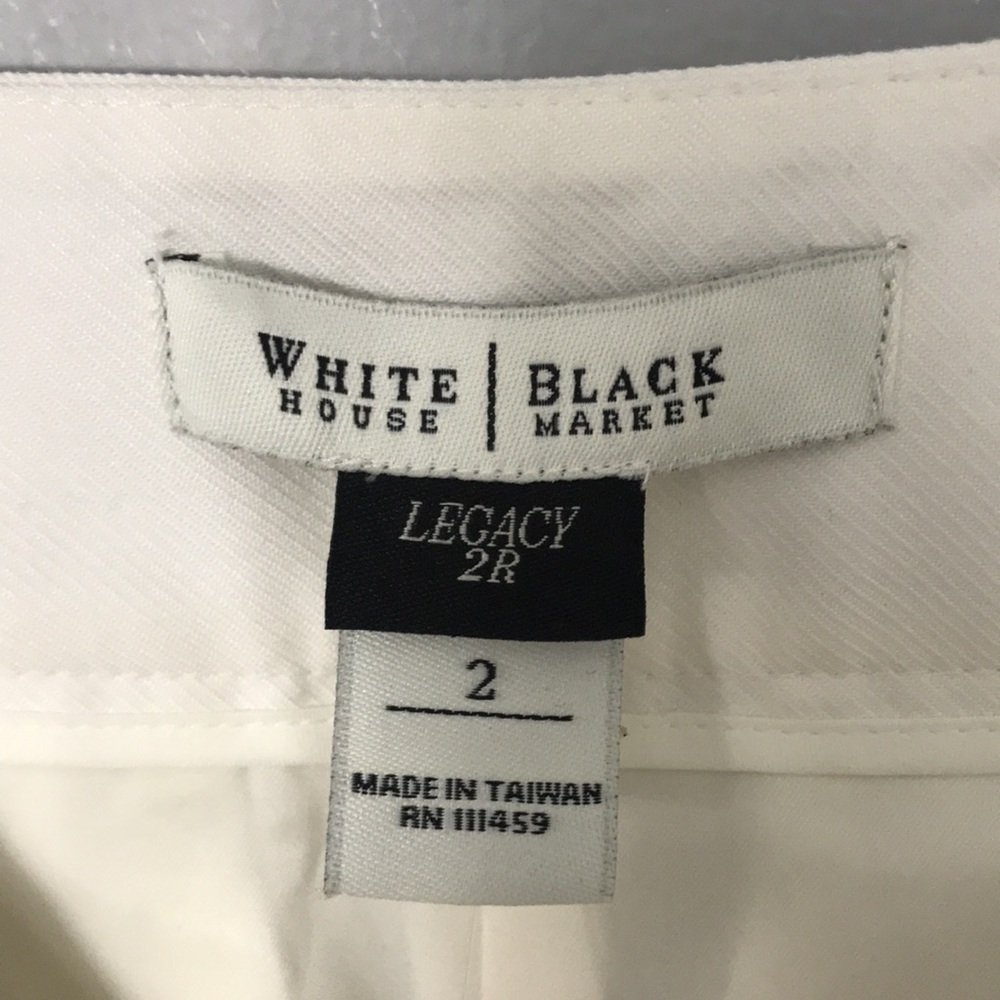 WHITE | BLACK
HOUSE | MARKET
LEGACY
2R
2
MADE IN TAIWAN
RN 111459